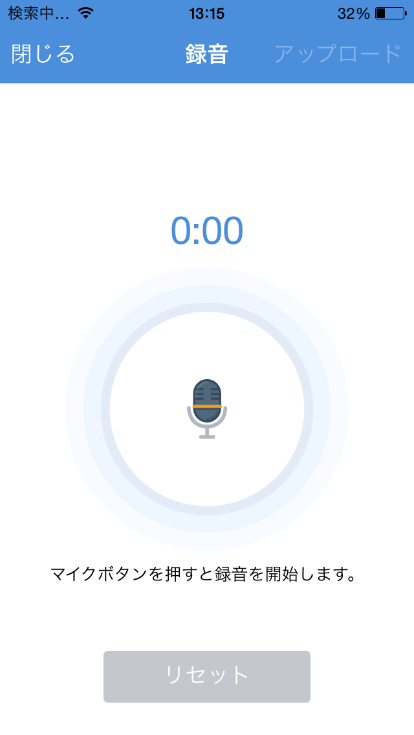 検索中... 13:15 32%
閉じる 録音 アップロード
0:00
マイクボタンを押すと録音を開始します。
リセット